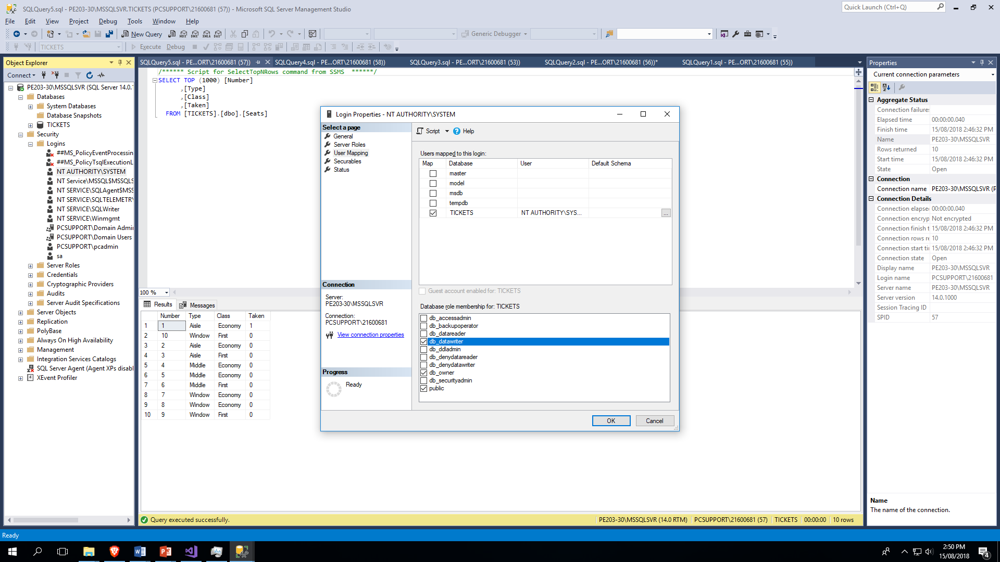 SQLQuery5.sql - PE203-30\MSSQLSVR.TICKETS (PCSUPPORT\21600681 (57)) - Microsoft SQL Server Management Studio
Quick Launch (Ctrl+Q)
File Edit View Project Debug Tools Window Help
New Query
MDX DMX XMLA DAX
Generic Debugger
TICKETS
Execute Debug
Object Explorer
Connect
PE203-30\MSSQLSVR (SQL Server 14.0.
Databases
System Databases
Database Snapshots
TICKETS
Security
Logins
##MS_PolicyEventProcessin
##MS_PolicyTsqlExecutionL
NT AUTHORITY\SYSTEM
NT Service\MSSQL$MSSQLS
NT SERVICE\SQLAgent$MSS
NT SERVICE\SQLTELEMETRY
NT SERVICE\SQLWriter
NT SERVICE\Winmgmt
PCSUPPORT\Domain Admi
PCSUPPORT\Domain Users
PCSUPPORT\pcadmin
sa
Server Roles
Credentials
Cryptographic Providers
Audits
Server Audit Specifications
Server Objects
Replication
PolyBase
Always On High Availability
Management
Integration Services Catalogs
SQL Server Agent (Agent XPs disabl
XEvent Profiler
SQLQuery5.sql - PE...ORT\21600681 (57))
SQLQuery4.sql - PE...ORT\21600681 (58))
SQLQuery3.sql - PE...ORT\21600681 (53))
SQLQuery2.sql - PE...ORT\21600681 (56))*
SQLQuery1.sql - PE...ORT\21600681 (55))
/****** Script for SelectTopNRows command from SSMS ******/
SELECT TOP (1000) [Number]
,[Type]
,[Class]
,[Taken]
FROM [TICKETS].[dbo].[Seats]
100 %
Results Messages
Number Type Class Taken
1 1 Aisle Economy 1
2 10 Window First 0
3 2 Aisle Economy 0
4 3 Aisle First 0
5 4 Middle Economy 0
6 5 Middle Economy 0
7 6 Middle First 0
8 7 Window Economy 0
9 8 Window Economy 0
10 9 Window First 0
Query executed successfully.
PE203-30\MSSQLSVR (14.0 RTM) PCSUPPORT\21600681 (57) TICKETS 00:00:00 10 rows
Login Properties - NT AUTHORITY\SYSTEM
Select a page
General
Server Roles
User Mapping
Securables
Status
Connection
Server:
PE203-30\MSSQLSVR
Connection:
PCSUPPORT\21600681
View connection properties
Progress
Ready
Script Help
Users mapped to this login:
Map Database User Default Schema
master
model
msdb
tempdb
TICKETS NT AUTHORITY\SYS... ...
Guest account enabled for: TICKETS
Database role membership for: TICKETS
db_accessadmin
db_backupoperator
db_datareader
db_datawriter
db_ddladmin
db_denydatareader
db_denydatawriter
db_owner
db_securityadmin
public
OK Cancel
Properties
Current connection parameters
Aggregate Status
Connection failures
Elapsed time 00:00:00.040
Finish time 15/08/2018 2:46:32 PM
Name PE203-30\MSSQLSVR
Rows returned 10
Start time 15/08/2018 2:46:32 PM
State Open
Connection
Connection name PE203-30\MSSQLSVR (P
Connection Details
Connection elapse 00:00:00.040
Connection encryp Not encrypted
Connection finish t 15/08/2018 2:46:32 PM
Connection rows re 10
Connection start ti 15/08/2018 2:46:32 PM
Connection state Open
Display name PE203-30\MSSQLSVR
Login name PCSUPPORT\21600681
Server name PE203-30\MSSQLSVR
Server version 14.0.1000
Session Tracing ID
SPID 57
Name
The name of the connection.
Ready
2:50 PM
15/08/2018
4